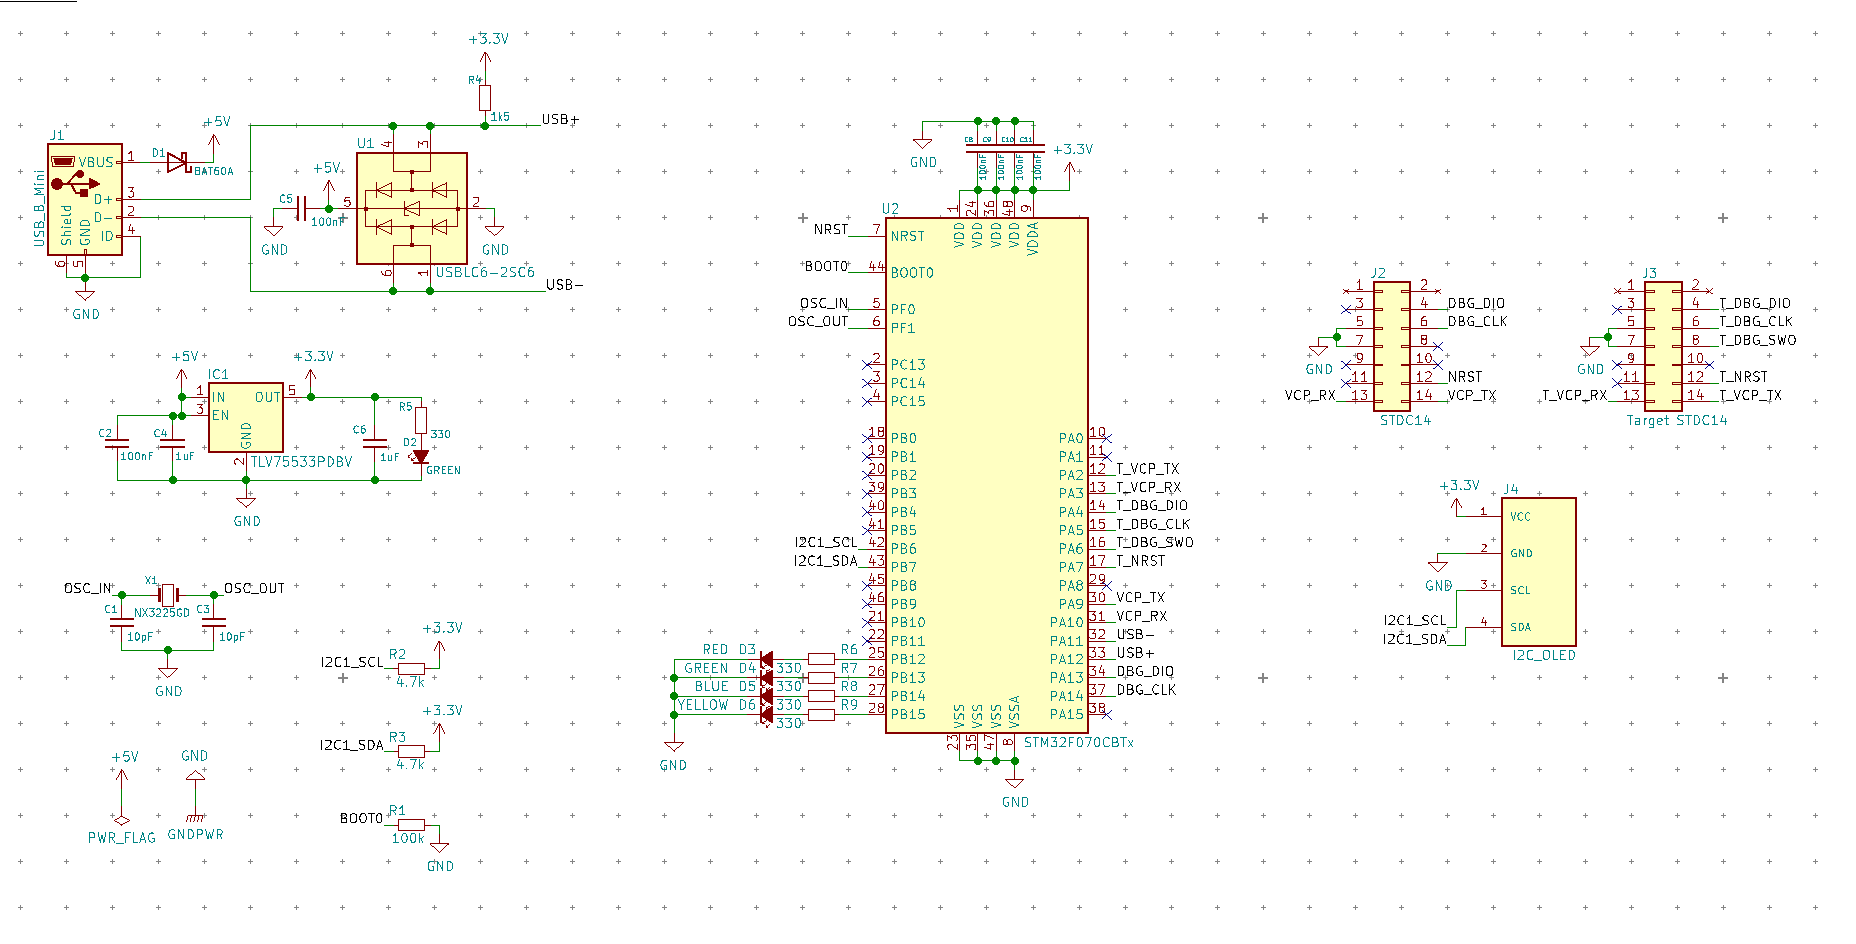 +3.3V
R4
1k5
USB+
J1
+5V
D1
BAT60A
USB_B_Mini
VBUS 1
D+ 3
D- 2
ID 4
Shield
GND
6 5
GND
U1
4 3
+5V
C5
100nF
5 2
GND
GND
6 1
USBLC6-2SC6
USB-
+5V
+3.3V
IC1
1 IN OUT 5
3 EN
GND
2
TLV75533PDBV
C2
100nF
C4
1uF
C6
1uF
R5
330
D2
GREEN
GND
OSC_IN
X1
OSC_OUT
C1
NX3225GD
C3
10pF
10pF
GND
+3.3V
I2C1_SCL
R2
4.7k
+3.3V
I2C1_SDA
R3
4.7k
BOOT0
R1
100k
GND
+5V
PWR_FLAG
GND
GNDPWR
GND
C8 C9 C10 C11
100nF 100nF 100nF 100nF
+3.3V
U2
1 24 36 48 9
VDD VDD VDD VDD VDDA
NRST 7 NRST
BOOT0 44 BOOT0
OSC_IN 5 PF0
OSC_OUT 6 PF1
2 PC13
3 PC14
4 PC15
18 PB0
19 PB1
20 PB2
39 PB3
40 PB4
41 PB5
I2C1_SCL 42 PB6
I2C1_SDA 43 PB7
45 PB8
46 PB9
21 PB10
22 PB11
RED D3 R6 25 PB12
GREEN D4 330 R7 26 PB13
BLUE D5 330 R8 27 PB14
YELLOW D6 330 R9 28 PB15
330
GND
PA0 10
PA1 11
PA2 12 T_VCP_TX
PA3 13 T_VCP_RX
PA4 14 T_DBG_DIO
PA5 15 T_DBG_CLK
PA6 16 T_DBG_SWO
PA7 17 T_NRST
PA8 29
PA9 30 VCP_TX
PA10 31 VCP_RX
PA11 32 USB-
PA12 33 USB+
PA13 34 DBG_DIO
PA14 37 DBG_CLK
PA15 38
VSS VSS VSS VSSA
23 35 47 8
STM32F070CBTx
GND
J2
1 2
3 4 DBG_DIO
5 6 DBG_CLK
7 8
GND
9 10
11 12 NRST
VCP_RX 13 14 VCP_TX
STDC14
J3
1 2
3 4 T_DBG_DIO
5 6 T_DBG_CLK
7 8 T_DBG_SWO
GND
9 10
11 12 T_NRST
T_VCP_RX 13 14 T_VCP_TX
Target STDC14
+3.3V
J4
1 VCC
2 GND
GND
3 SCL
I2C1_SCL
4 SDA
I2C1_SDA
I2C_OLED